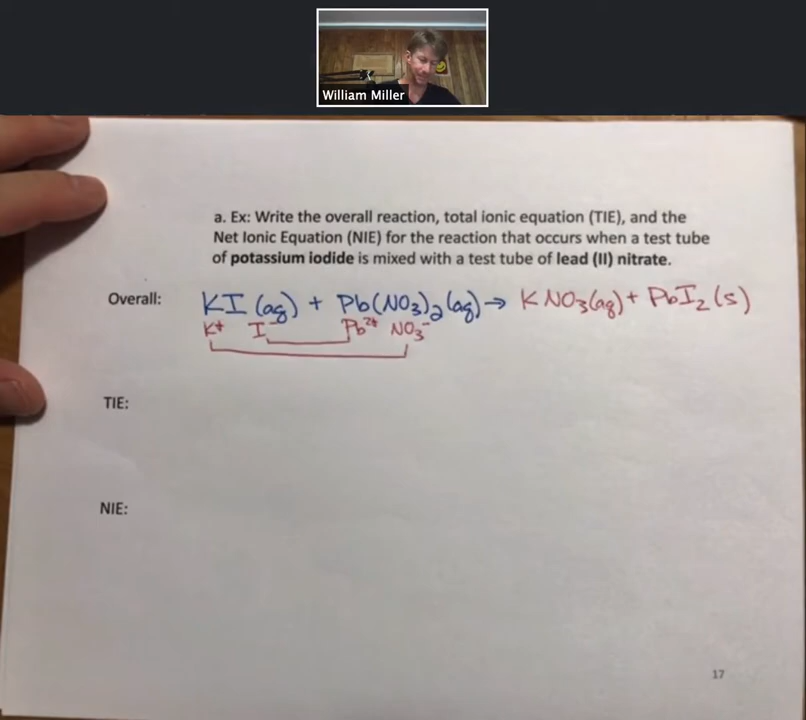 William Miller
a. Ex: Write the overall reaction, total ionic equation (TIE), and the
Net Ionic Equation (NIE) for the reaction that occurs when a test tube
of potassium iodide is mixed with a test tube of lead (II) nitrate.
Overall: KI (aq) + Pb(NO₃)₂(aq) → KNO₃(aq) + PbI₂(s)
K⁺ I⁻ Pb²⁺ NO₃⁻
TIE:
NIE:
17